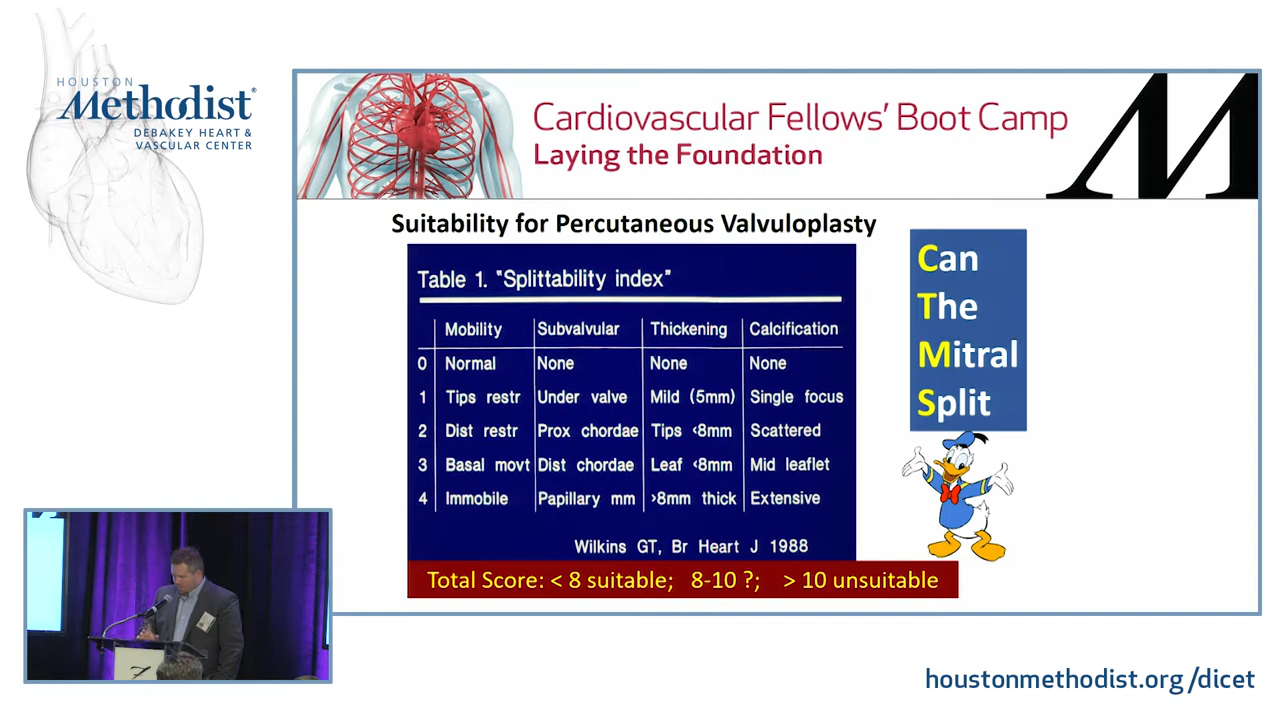 HOUSTON
Methodist®
DEBAKEY HEART &
VASCULAR CENTER
Cardiovascular Fellows’ Boot Camp
Laying the Foundation
M
Suitability for Percutaneous Valvuloplasty
Table 1. "Splittability index"
Mobility Subvalvular Thickening Calcification
0 Normal None None None
1 Tips restr Under valve Mild (5mm) Single focus
2 Dist restr Prox chordae Tips <8mm Scattered
3 Basal movt Dist chordae Leaf <8mm Mid leaflet
4 Immobile Papillary mm >8mm thick Extensive
Wilkins GT, Br Heart J 1988
Total Score: < 8 suitable; 8-10 ?; > 10 unsuitable
Can
The
Mitral
Split
houstonmethodist.org/dicet